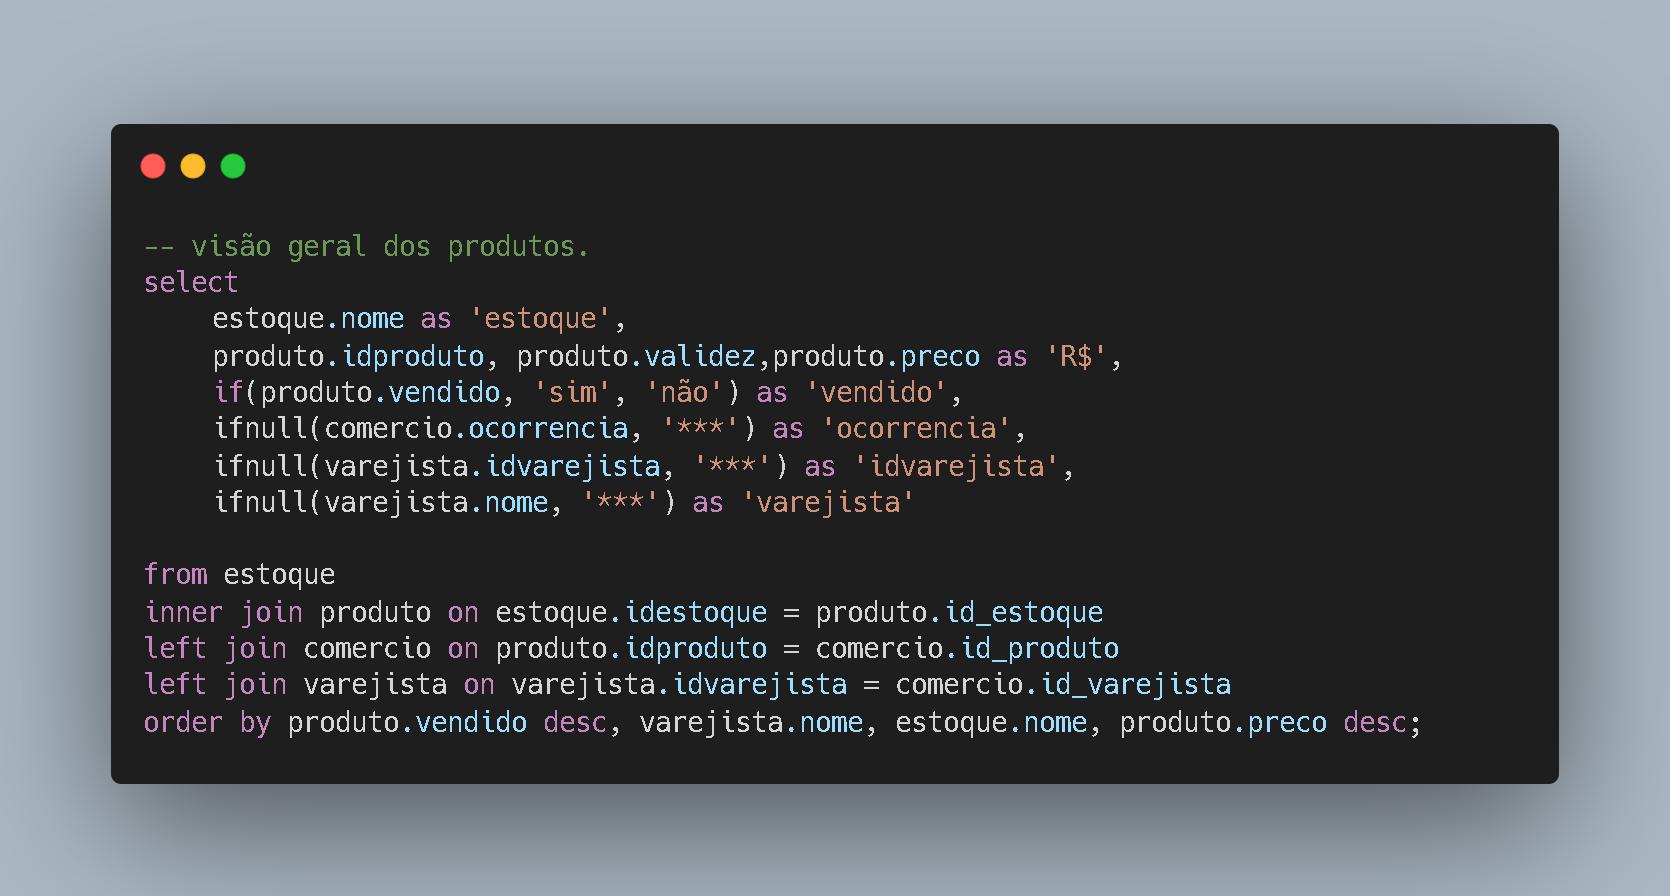 -- visão geral dos produtos.
select
estoque.nome as 'estoque',
produto.idproduto, produto.validez,produto.preco as 'R$',
if(produto.vendido, 'sim', 'não') as 'vendido',
ifnull(comercio.ocorrencia, '***') as 'ocorrencia',
ifnull(varejista.idvarejista, '***') as 'idvarejista',
ifnull(varejista.nome, '***') as 'varejista'
from estoque
inner join produto on estoque.idestoque = produto.id_estoque
left join comercio on produto.idproduto = comercio.id_produto
left join varejista on varejista.idvarejista = comercio.id_varejista
order by produto.vendido desc, varejista.nome, estoque.nome, produto.preco desc;